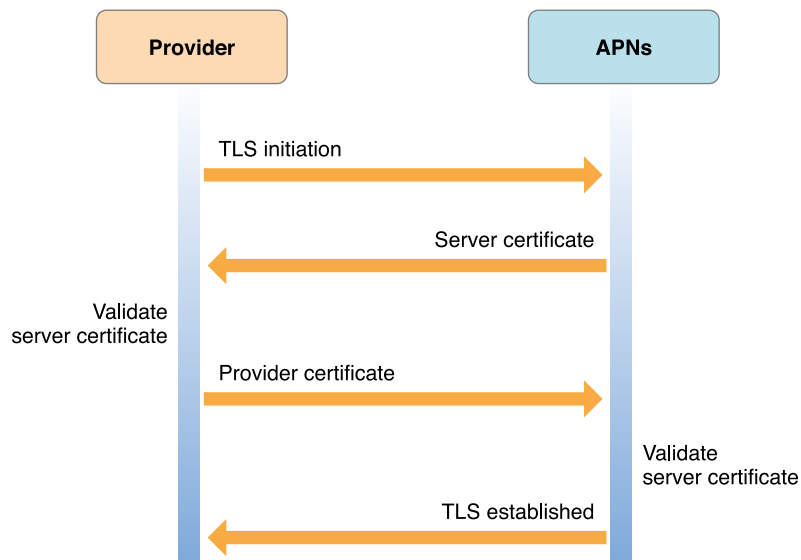 Provider
APNs
TLS initiation
Server certificate
Validate
server certificate
Provider certificate
Validate
server certificate
TLS established